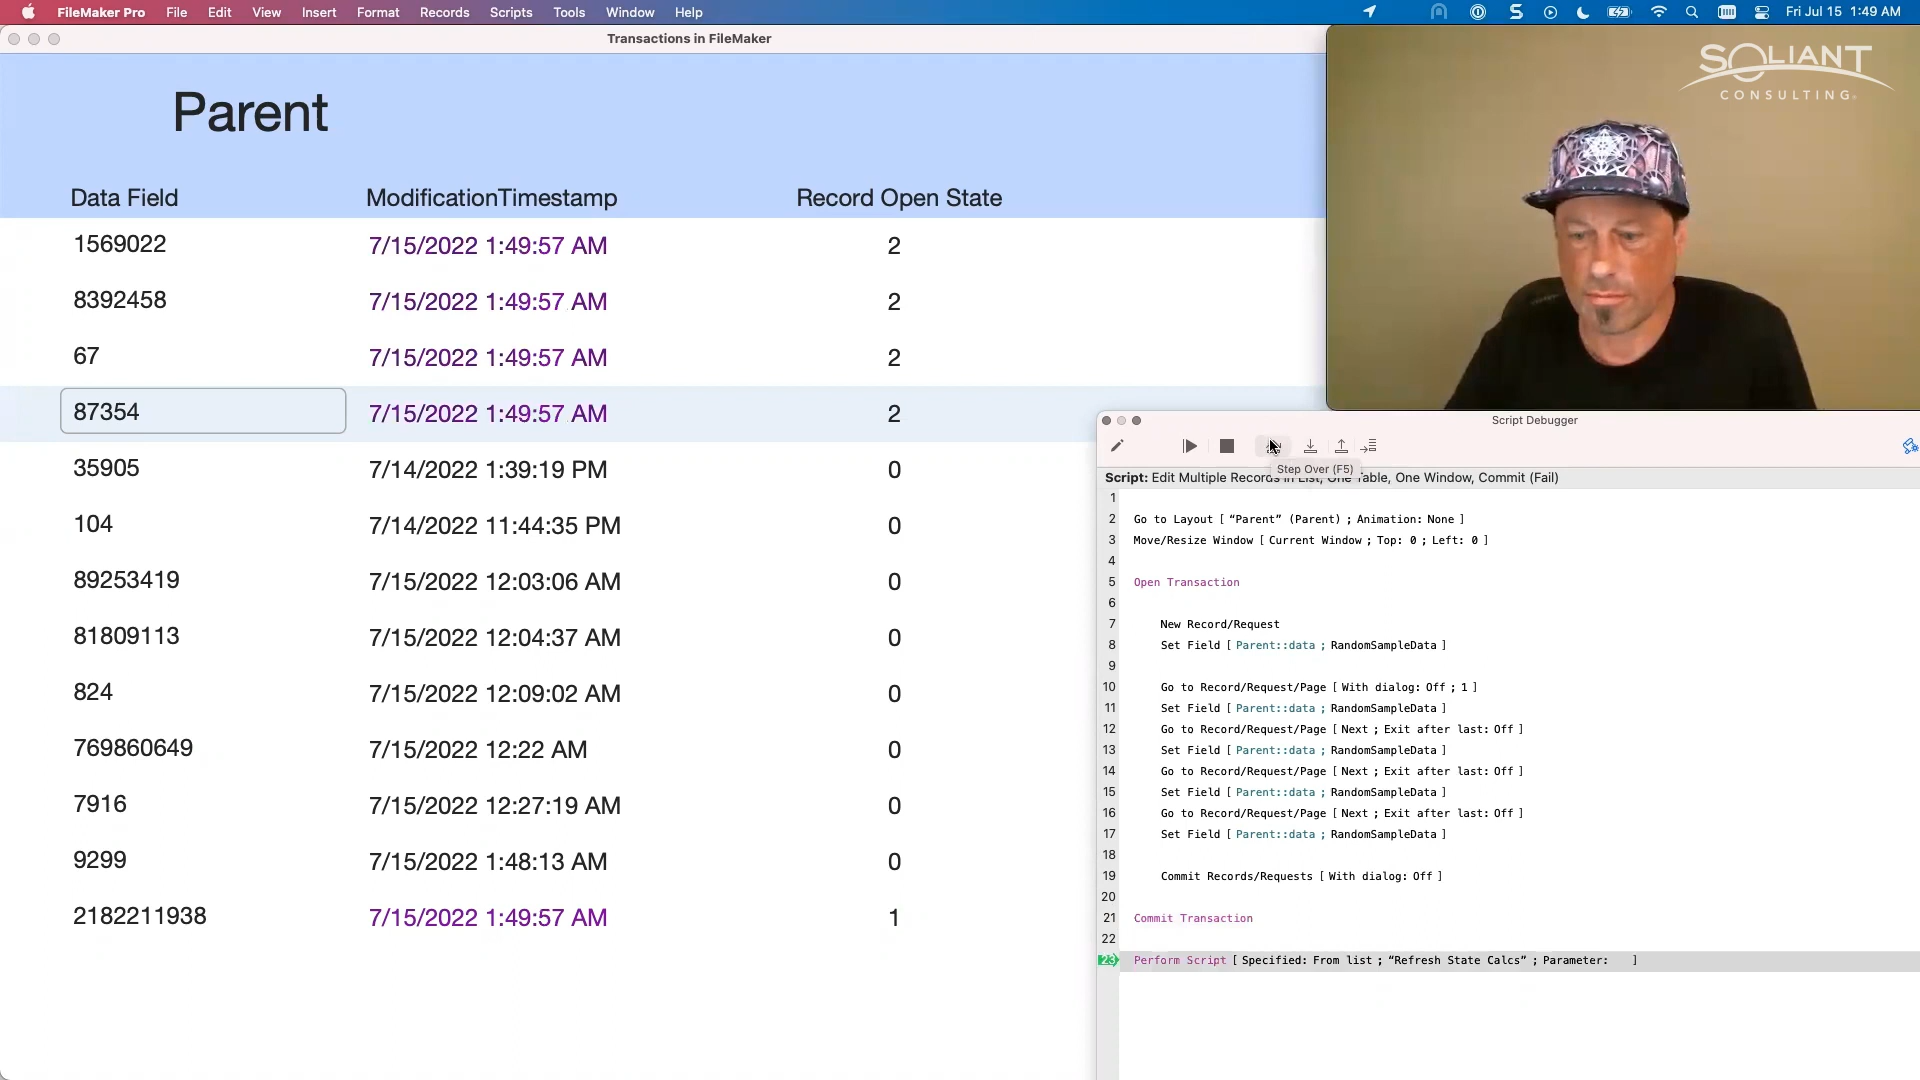 FileMaker Pro File Edit View Insert Format Records Scripts Tools Window Help
Fri Jul 15 1:49 AM
Transactions in FileMaker
SOLIANT
CONSULTING
Parent
Data Field ModificationTimestamp Record Open State
1569022 7/15/2022 1:49:57 AM 2
8392458 7/15/2022 1:49:57 AM 2
67 7/15/2022 1:49:57 AM 2
87354 7/15/2022 1:49:57 AM 2
35905 7/14/2022 1:39:19 PM 0
104 7/14/2022 11:44:35 PM 0
89253419 7/15/2022 12:03:06 AM 0
81809113 7/15/2022 12:04:37 AM 0
824 7/15/2022 12:09:02 AM 0
769860649 7/15/2022 12:22 AM 0
7916 7/15/2022 12:27:19 AM 0
9299 7/15/2022 1:48:13 AM 0
2182211938 7/15/2022 1:49:57 AM 1
Script Debugger
Step Over (F5)
Script: Edit Multiple Records in List, One Table, One Window, Commit (Fail)
1
2 Go to Layout [ “Parent” (Parent) ; Animation: None ]
3 Move/Resize Window [ Current Window ; Top: 0 ; Left: 0 ]
4
5 Open Transaction
6
7 New Record/Request
8 Set Field [ Parent::data ; RandomSampleData ]
9
10 Go to Record/Request/Page [ With dialog: Off ; 1 ]
11 Set Field [ Parent::data ; RandomSampleData ]
12 Go to Record/Request/Page [ Next ; Exit after last: Off ]
13 Set Field [ Parent::data ; RandomSampleData ]
14 Go to Record/Request/Page [ Next ; Exit after last: Off ]
15 Set Field [ Parent::data ; RandomSampleData ]
16 Go to Record/Request/Page [ Next ; Exit after last: Off ]
17 Set Field [ Parent::data ; RandomSampleData ]
18
19 Commit Records/Requests [ With dialog: Off ]
20
21 Commit Transaction
22
23 Perform Script [ Specified: From list ; “Refresh State Calcs” ; Parameter: ]